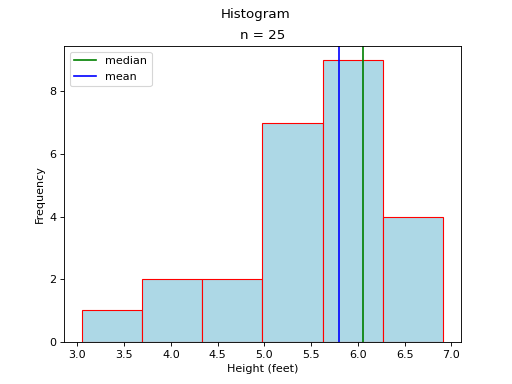 Histogram
n = 25
median
mean
8
6
4
2
0
Frequency
3.0 3.5 4.0 4.5 5.0 5.5 6.0 6.5 7.0
Height (feet)